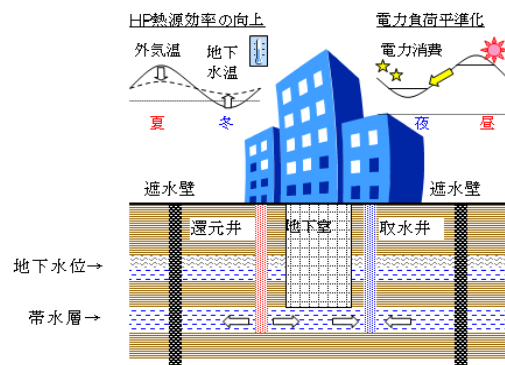 HP熱源効率の向上
電力負荷平準化
外気温
地下
水温
電力消費
夏
冬
夜
昼
遮水壁
遮水壁
還元井
地下室
取水井
地下水位→
帯水層→